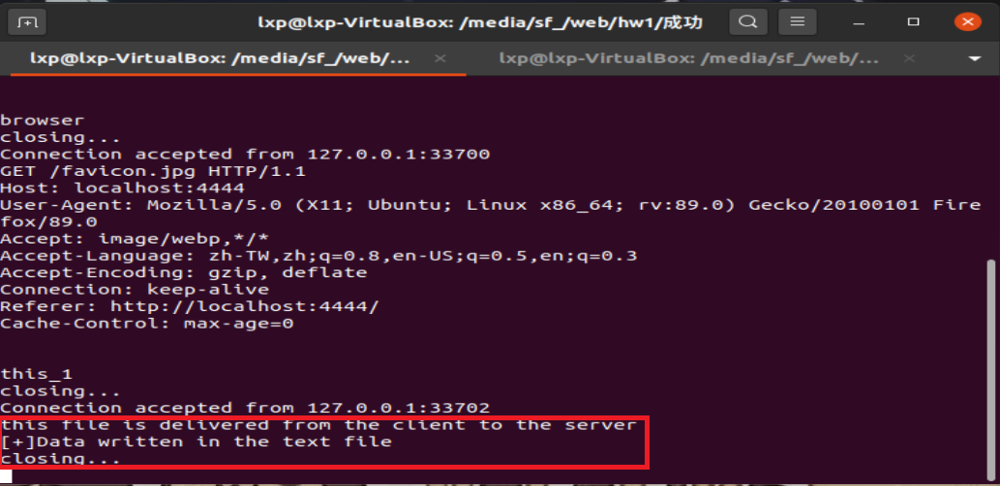 lxp@lxp-VirtualBox: /media/sf_/web/hw1/成功
lxp@lxp-VirtualBox: /media/sf_/web/...
lxp@lxp-VirtualBox: /media/sf_/web/...
browser
closing...
Connection accepted from 127.0.0.1:33700
GET /favicon.jpg HTTP/1.1
Host: localhost:4444
User-Agent: Mozilla/5.0 (X11; Ubuntu; Linux x86_64; rv:89.0) Gecko/20100101 Fire
fox/89.0
Accept: image/webp,*/*
Accept-Language: zh-TW,zh;q=0.8,en-US;q=0.5,en;q=0.3
Accept-Encoding: gzip, deflate
Connection: keep-alive
Referer: http://localhost:4444/
Cache-Control: max-age=0
this_1
closing...
Connection accepted from 127.0.0.1:33702
this file is delivered from the client to the server
[+]Data written in the text file
closing...